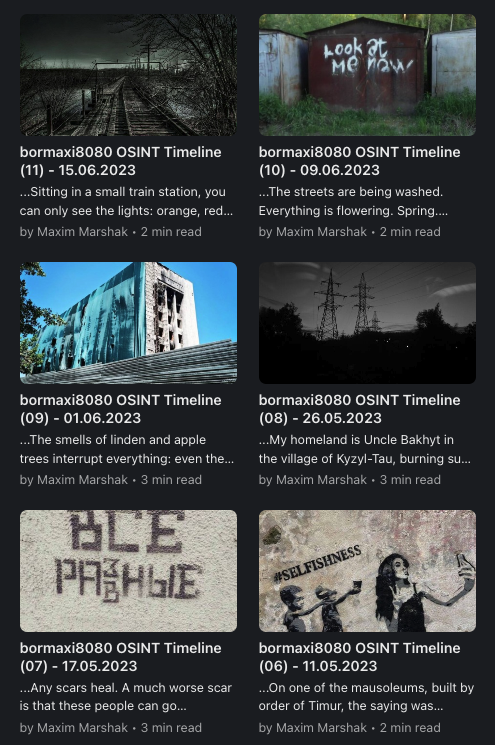 Look at
me now
bormaxi8080 OSINT Timeline
(11) - 15.06.2023
...Sitting in a small train station, you
can only see the lights: orange, red...
by Maxim Marshak • 2 min read
bormaxi8080 OSINT Timeline
(10) - 09.06.2023
...The streets are being washed.
Everything is flowering. Spring....
by Maxim Marshak • 2 min read
bormaxi8080 OSINT Timeline
(09) - 01.06.2023
...The smells of linden and apple
trees interrupt everything: even the...
by Maxim Marshak • 3 min read
bormaxi8080 OSINT Timeline
(08) - 26.05.2023
...My homeland is Uncle Bakhyt in
the village of Kyzyl-Tau, burning su...
by Maxim Marshak • 3 min read
ВСЕ
РАЗВНЫЕ
#SELFISHNESS
bormaxi8080 OSINT Timeline
(07) - 17.05.2023
...Any scars heal. A much worse scar
is that these people can go...
by Maxim Marshak • 3 min read
bormaxi8080 OSINT Timeline
(06) - 11.05.2023
...On one of the mausoleums, built by
order of Timur, the saying was...
by Maxim Marshak • 2 min read